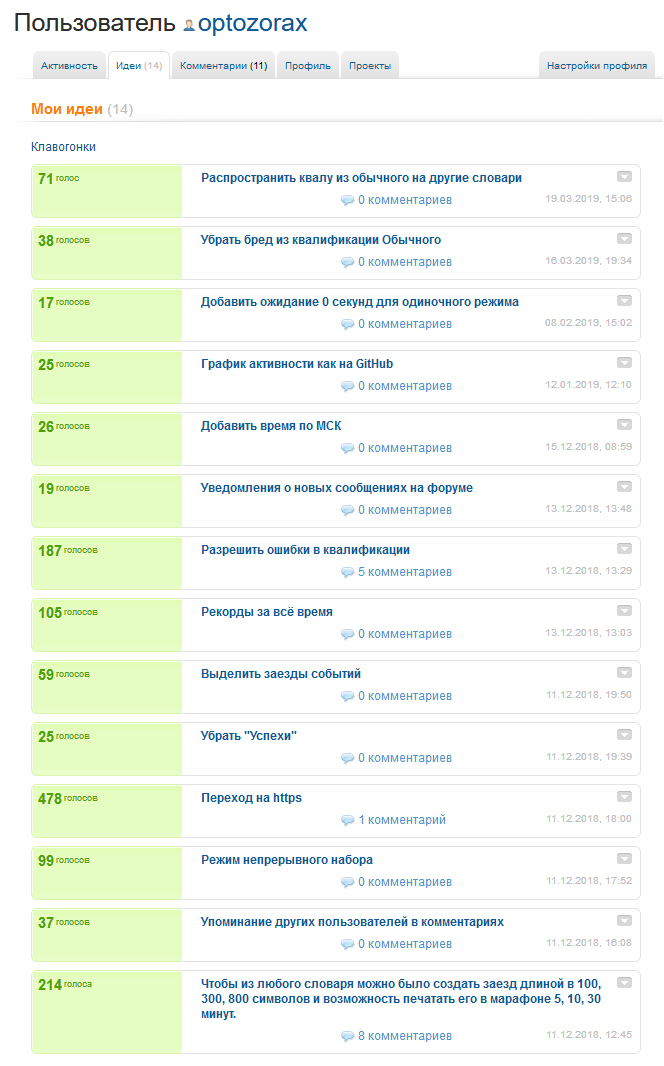 Пользователь optozorax
Активность Идеи (14) Комментарии (11) Профиль Проекты Настройки профиля
Мои идеи (14)
Клавогонки
71 голос Распространить квалу из обычного на другие словари
0 комментариев 19.03.2019, 15:06
38 голосов Убрать бред из квалификации Обычного
0 комментариев 16.03.2019, 19:34
17 голосов Добавить ожидание 0 секунд для одиночного режима
0 комментариев 08.02.2019, 15:02
25 голосов График активности как на GitHub
0 комментариев 12.01.2019, 12:10
26 голосов Добавить время по МСК
0 комментариев 15.12.2018, 08:59
19 голосов Уведомления о новых сообщениях на форуме
0 комментариев 13.12.2018, 13:48
187 голосов Разрешить ошибки в квалификации
5 комментариев 13.12.2018, 13:29
105 голосов Рекорды за всё время
0 комментариев 13.12.2018, 13:03
59 голосов Выделить заезды событий
0 комментариев 11.12.2018, 19:50
25 голосов Убрать "Успехи"
0 комментариев 11.12.2018, 19:39
478 голосов Переход на https
1 комментарий 11.12.2018, 18:00
99 голосов Режим непрерывного набора
0 комментариев 11.12.2018, 17:52
37 голосов Упоминание других пользователей в комментариях
0 комментариев 11.12.2018, 16:08
214 голоса Чтобы из любого словаря можно было создать заезд длиной в 100,
300, 800 символов и возможность печатать его в марафоне 5, 10, 30
минут.
8 комментариев 11.12.2018, 12:45